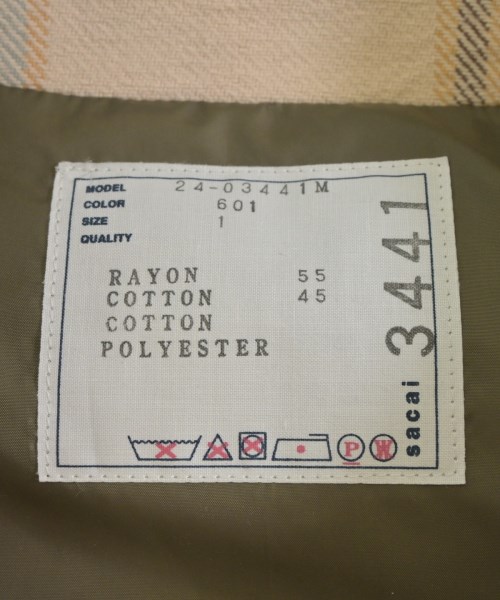 MODEL 24-03441M
COLOR 601
SIZE 1
QUALITY
RAYON 55
COTTON 45
COTTON
POLYESTER
P W
sacai 3441